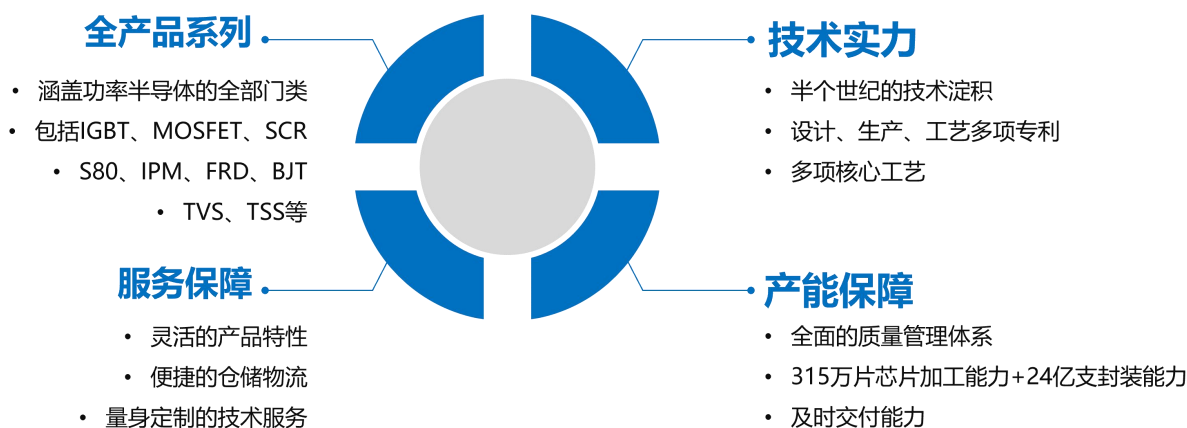 全产品系列
• 涵盖功率半导体的全部门类
• 包括IGBT、MOSFET、SCR
• S80、IPM、FRD、BJT
• TVS、TSS等
技术实力
• 半个世纪的技术淀积
• 设计、生产、工艺多项专利
• 多项核心工艺
服务保障
• 灵活的产品特性
• 便捷的仓储物流
• 量身定制的技术服务
产能保障
• 全面的质量管理体系
• 315万片芯片加工能力+24亿支封装能力
• 及时交付能力